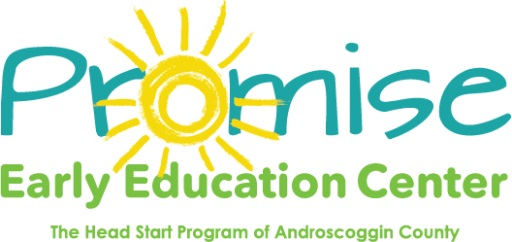 Promise
Early Education Center
The Head Start Program of Androscoggin County